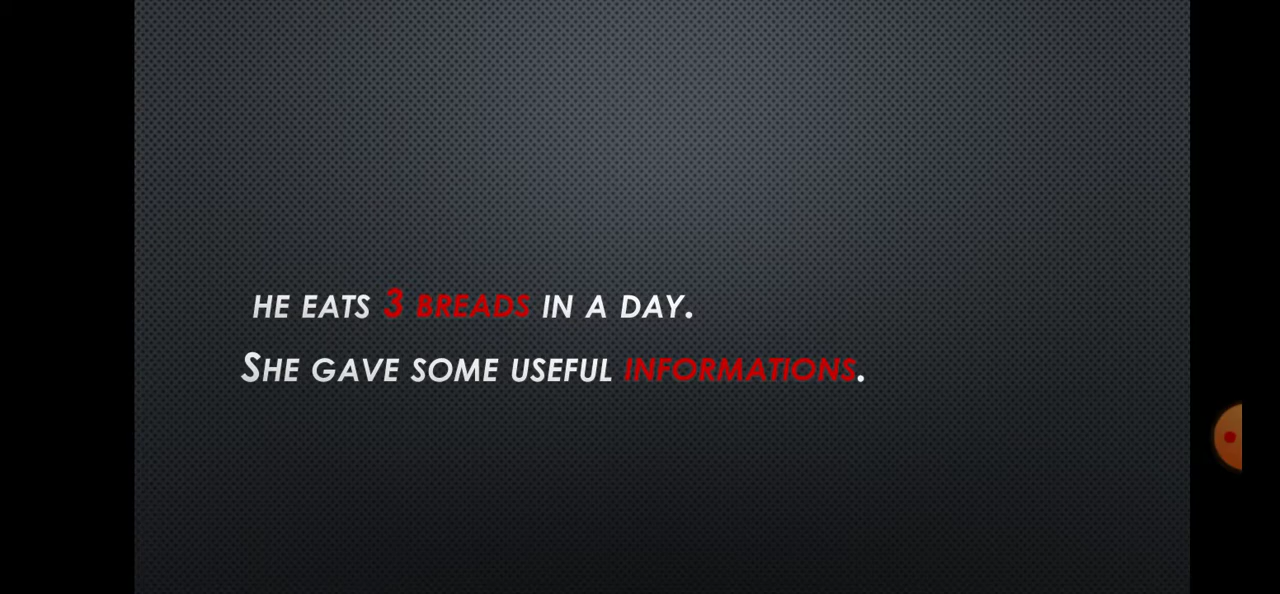 HE EATS 3 BREADS IN A DAY.
SHE GAVE SOME USEFUL INFORMATIONS.